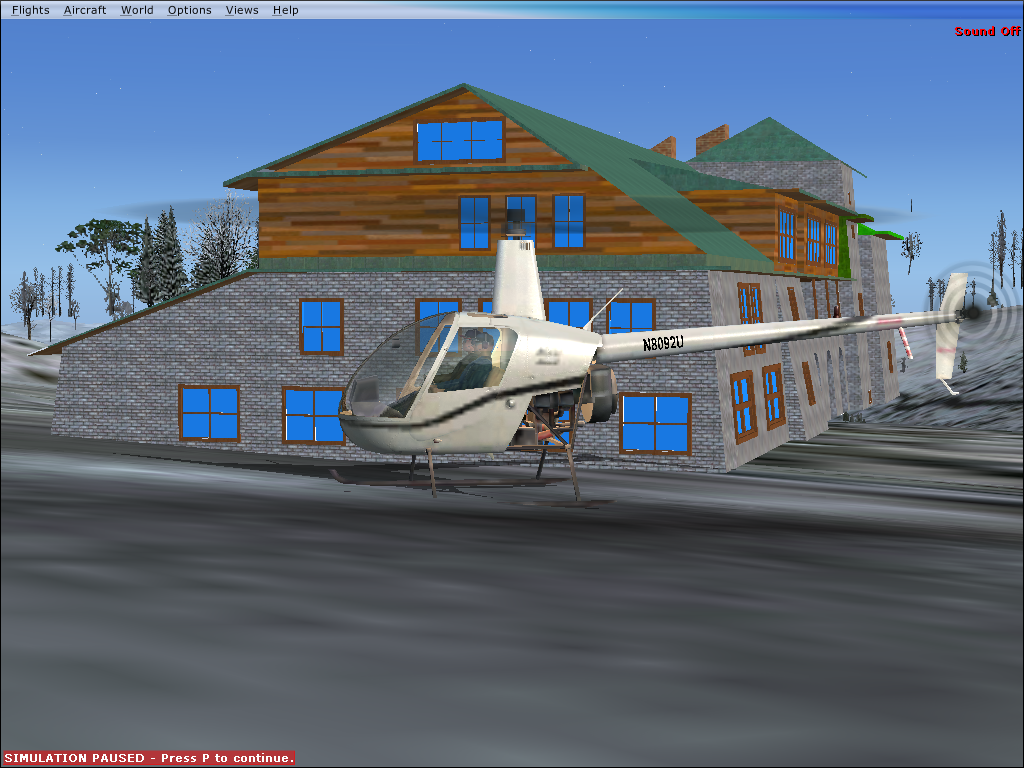 Flights Aircraft World Options Views Help
Sound Off
N8092U
SIMULATION PAUSED - Press P to continue.